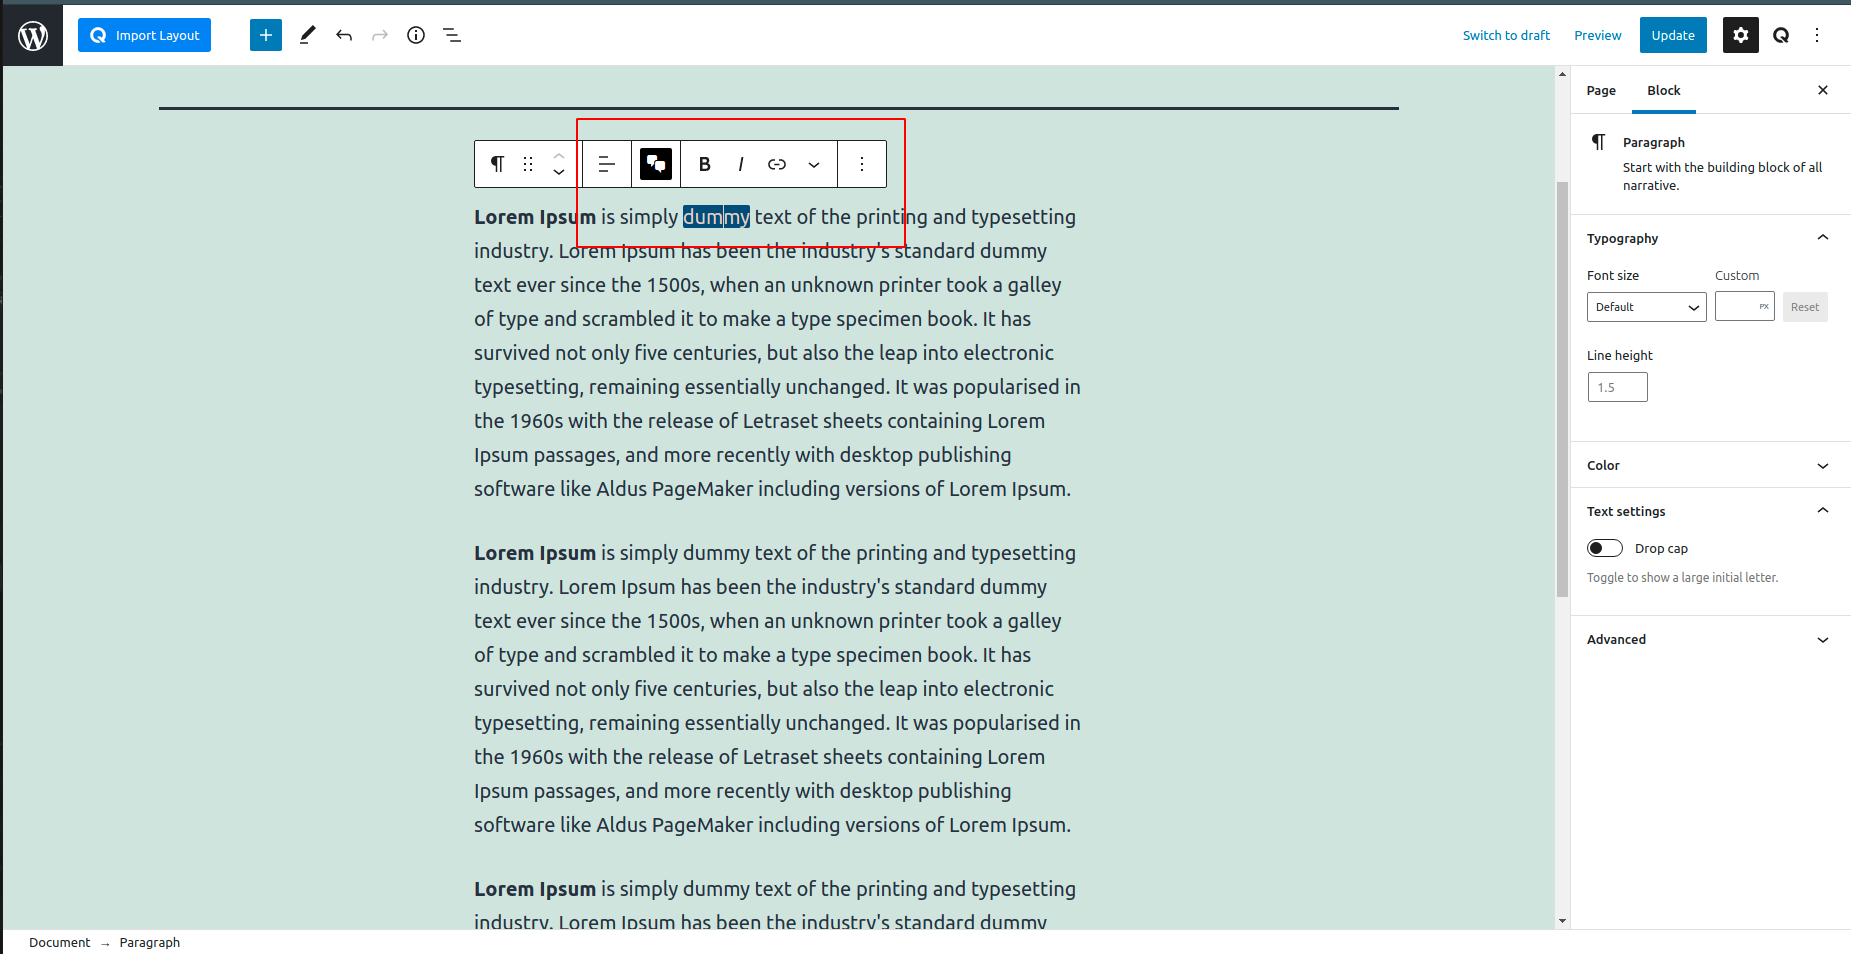 Import Layout
Switch to draft
Preview
Update
Page
Block
Paragraph
Start with the building block of all
narrative.
Typography
Font size
Custom
Default
PX
Reset
Line height
1.5
Color
Text settings
Drop cap
Toggle to show a large initial letter.
Advanced
B I
Lorem Ipsum is simply dummy text of the printing and typesetting
industry. Lorem Ipsum has been the industry's standard dummy
text ever since the 1500s, when an unknown printer took a galley
of type and scrambled it to make a type specimen book. It has
survived not only five centuries, but also the leap into electronic
typesetting, remaining essentially unchanged. It was popularised in
the 1960s with the release of Letraset sheets containing Lorem
Ipsum passages, and more recently with desktop publishing
software like Aldus PageMaker including versions of Lorem Ipsum.
Lorem Ipsum is simply dummy text of the printing and typesetting
industry. Lorem Ipsum has been the industry's standard dummy
text ever since the 1500s, when an unknown printer took a galley
of type and scrambled it to make a type specimen book. It has
survived not only five centuries, but also the leap into electronic
typesetting, remaining essentially unchanged. It was popularised in
the 1960s with the release of Letraset sheets containing Lorem
Ipsum passages, and more recently with desktop publishing
software like Aldus PageMaker including versions of Lorem Ipsum.
Lorem Ipsum is simply dummy text of the printing and typesetting
industry. Lorem Ipsum has been the industry's standard dummy
Document → Paragraph